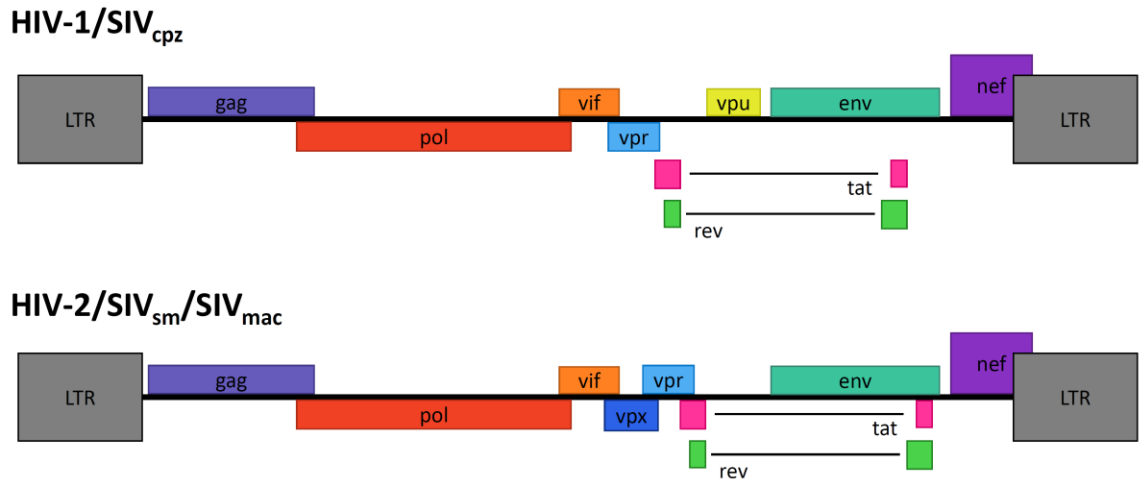 HIV-1/SIVcpz
nef
gag
vif
vpu
env
LTR
LTR
pol
vpr
tat
rev
HIV-2/SIVsm/SIVmac
nef
gag
vif
vpr
env
LTR
LTR
pol
vpx
tat
rev